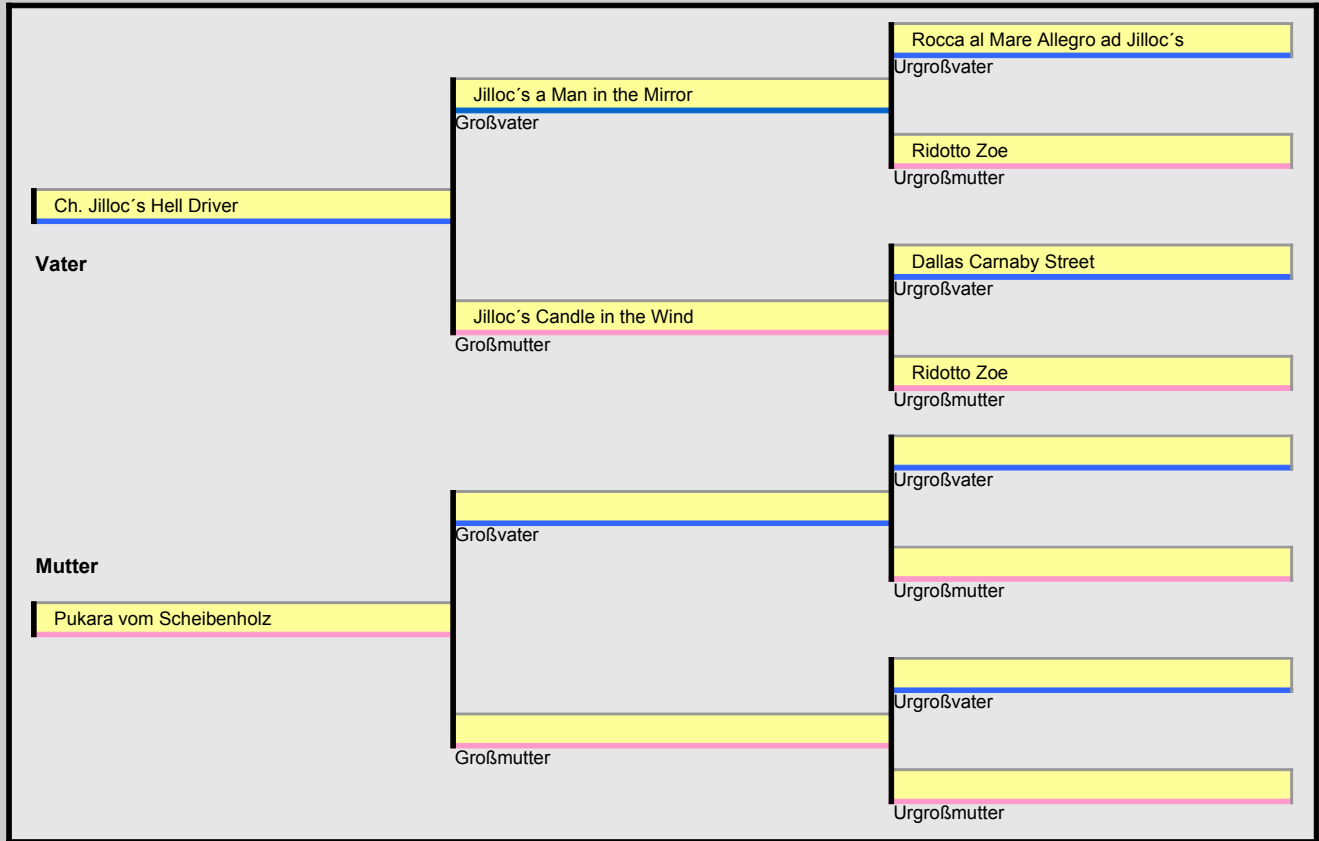 Rocca al Mare Allegro ad Jilloc´s
Urgroßvater
Jilloc´s a Man in the Mirror
Großvater
Ridotto Zoe
Urgroßmutter
Ch. Jilloc´s Hell Driver
Vater
Dallas Carnaby Street
Urgroßvater
Jilloc´s Candle in the Wind
Großmutter
Ridotto Zoe
Urgroßmutter
Urgroßvater
Großvater
Mutter
Urgroßmutter
Pukara vom Scheibenholz
Urgroßvater
Großmutter
Urgroßmutter